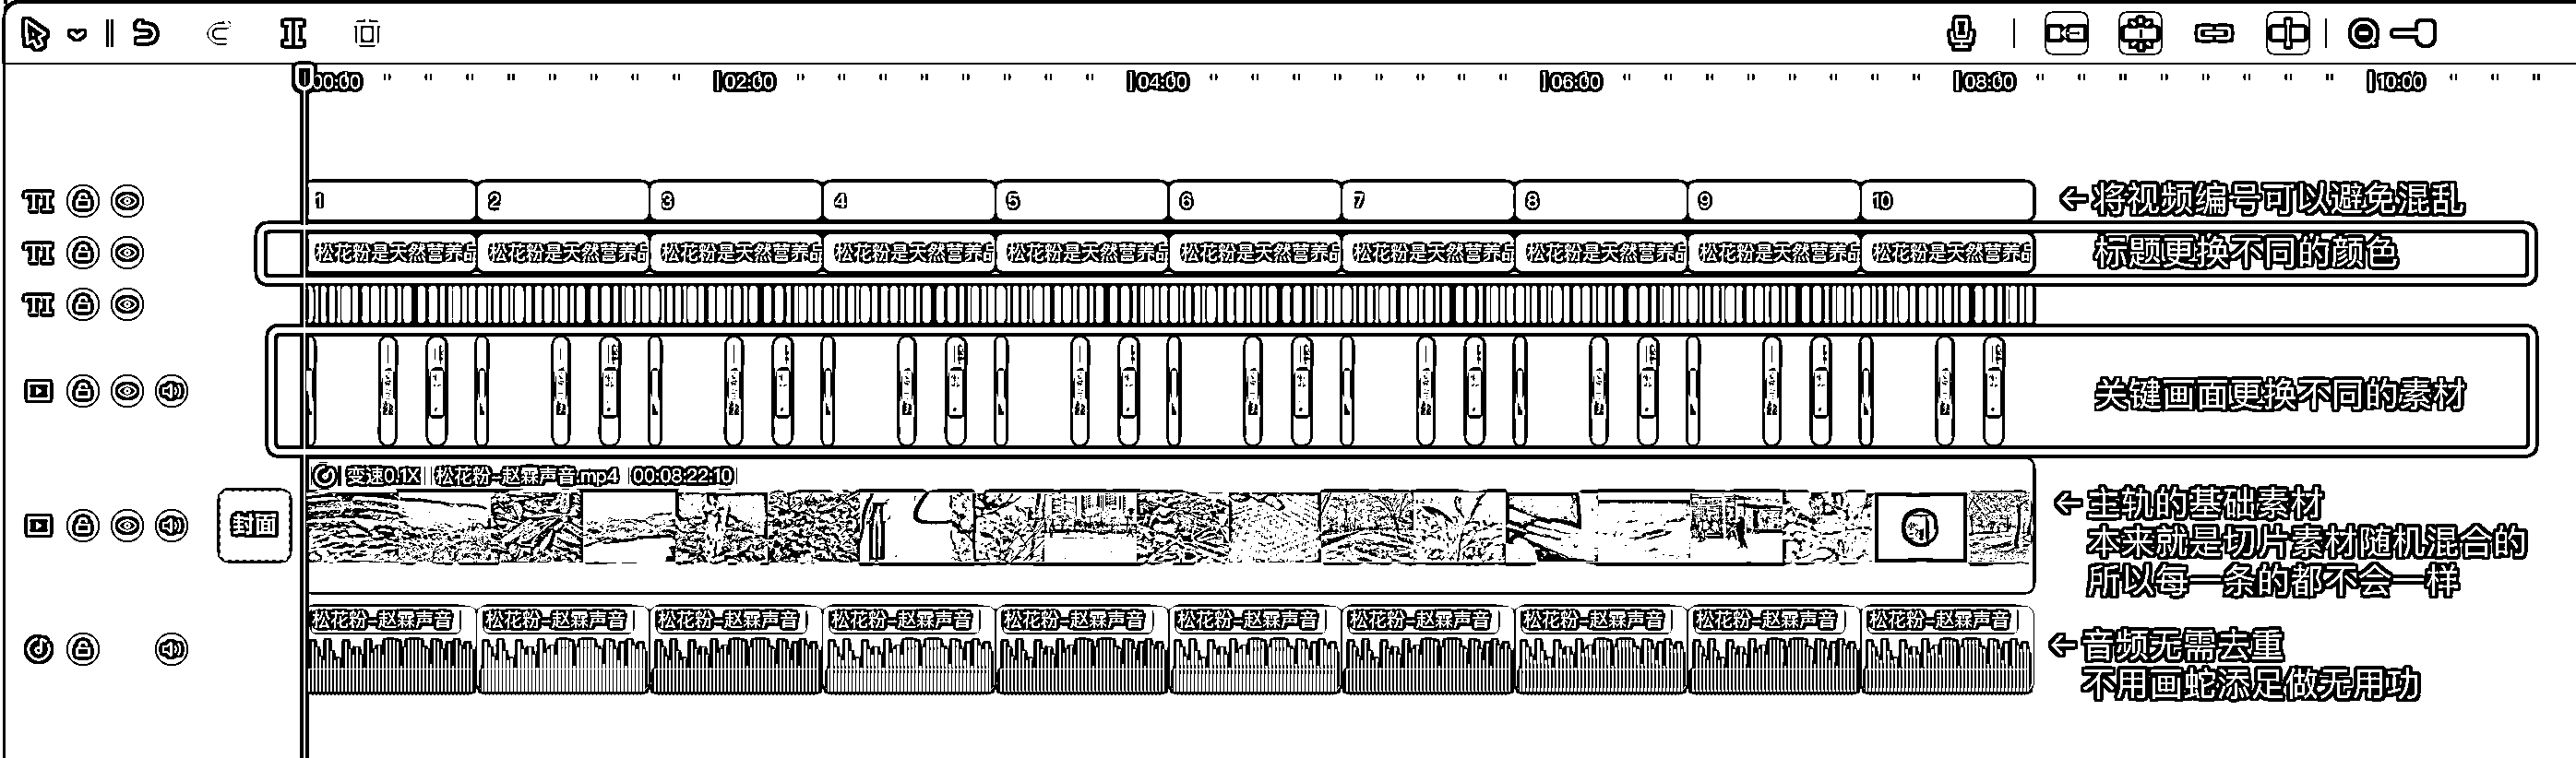 00:00 02:00 04:00 06:00 08:00 10:00
1 2 3 4 5 6 7 8 9 10
←将视频编号可以避免混乱
松花粉是天然营养品 松花粉是天然营养品 松花粉是天然营养品 松花粉是天然营养品 松花粉是天然营养品 松花粉是天然营养品 松花粉是天然营养品 松花粉是天然营养品 松花粉是天然营养品 松花粉是天然营养品
标题更换不同的颜色
关键画面更换不同的素材
变速0.1X 松花粉-赵霖声音.mp4 00:08:22:10
封面
←主轨的基础素材
本来就是切片素材随机混合的
所以每一条的都不会一样
松花粉-赵霖声音 松花粉-赵霖声音 松花粉-赵霖声音 松花粉-赵霖声音 松花粉-赵霖声音 松花粉-赵霖声音 松花粉-赵霖声音 松花粉-赵霖声音 松花粉-赵霖声音 松花粉-赵霖声音
←音频无需去重
不用画蛇添足做无用功